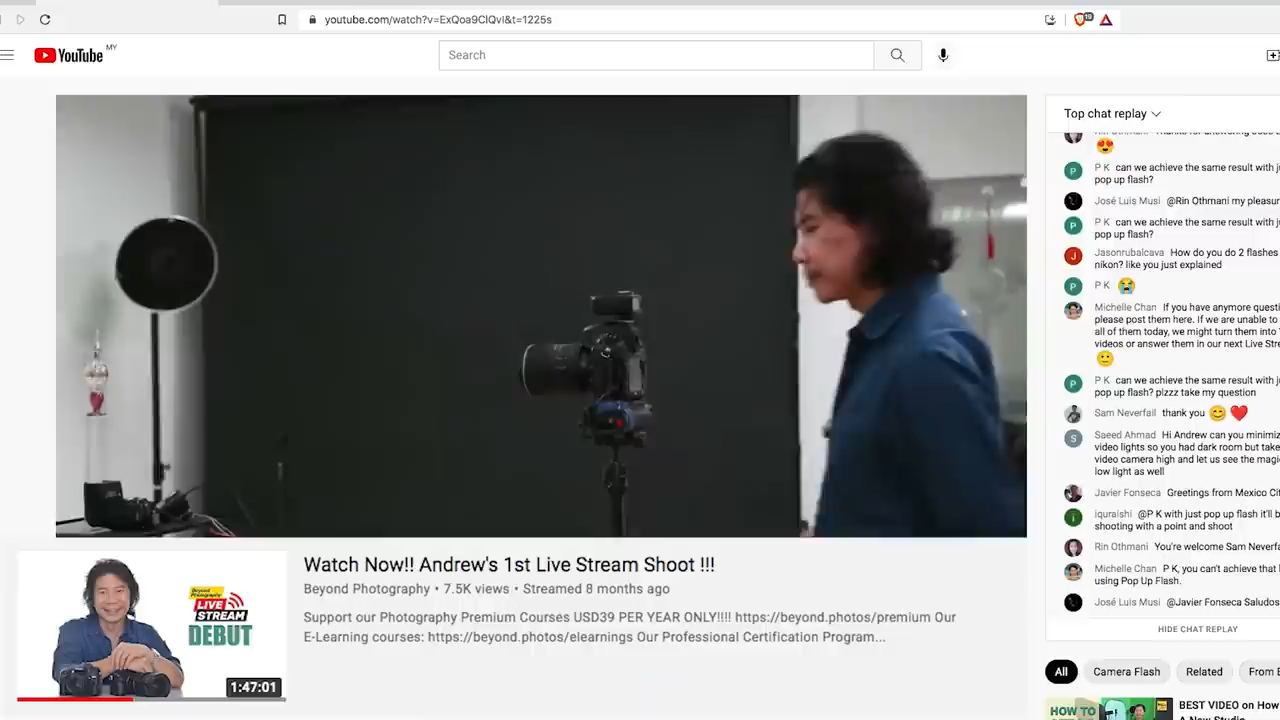 youtube.com/watch?v=ExQoa9ClQvI&t=1225s
19
YouTube
MY
Search
Top chat replay
P
P K can we achieve the same result with
pop up flash?
José Luis Musi @Rin Othmani my
P
P K can we achieve the same result with
pop up flash?
J
Jasonrubalcava How do you do 2 flashes
nikon? like you just explained
P
P K
Michelle Chan If you have anymore
please post them here. If we are unable to
all of them today, we might turn them into
videos or answer them in our next Live
P
P K can we achieve the same result with
pop up flash? plzzz take my question
Sam Neverfail thank you
S
Saeed Ahmad Hi Andrew can you
video lights so you had dark room but take
video camera high and let us see the
low light as well
Javier Fonseca Greetings from Mexico
i
iquraishi @P K with just pop up flash it'll
shooting with a point and shoot
Rin Othmani You're welcome Sam
Michelle Chan P K, you can't achieve that
using Pop Up Flash.
José Luis Musi @Javier Fonseca
HIDE CHAT REPLAY
Watch Now!! Andrew's 1st Live Stream Shoot !!!
Beyond Photography • 7.5K views • Streamed 8 months ago
Support our Photography Premium Courses USD39 PER YEAR ONLY!!!! https://beyond.photos/premium Our
E-Learning courses: https://beyond.photos/elearnings Our Professional Certification Program...
Beyond
Photography
LIVE
STREAM
DEBUT
1:47:01
All
Camera Flash
Related
From
HOW TO
BEST VIDEO on How
A New Studio